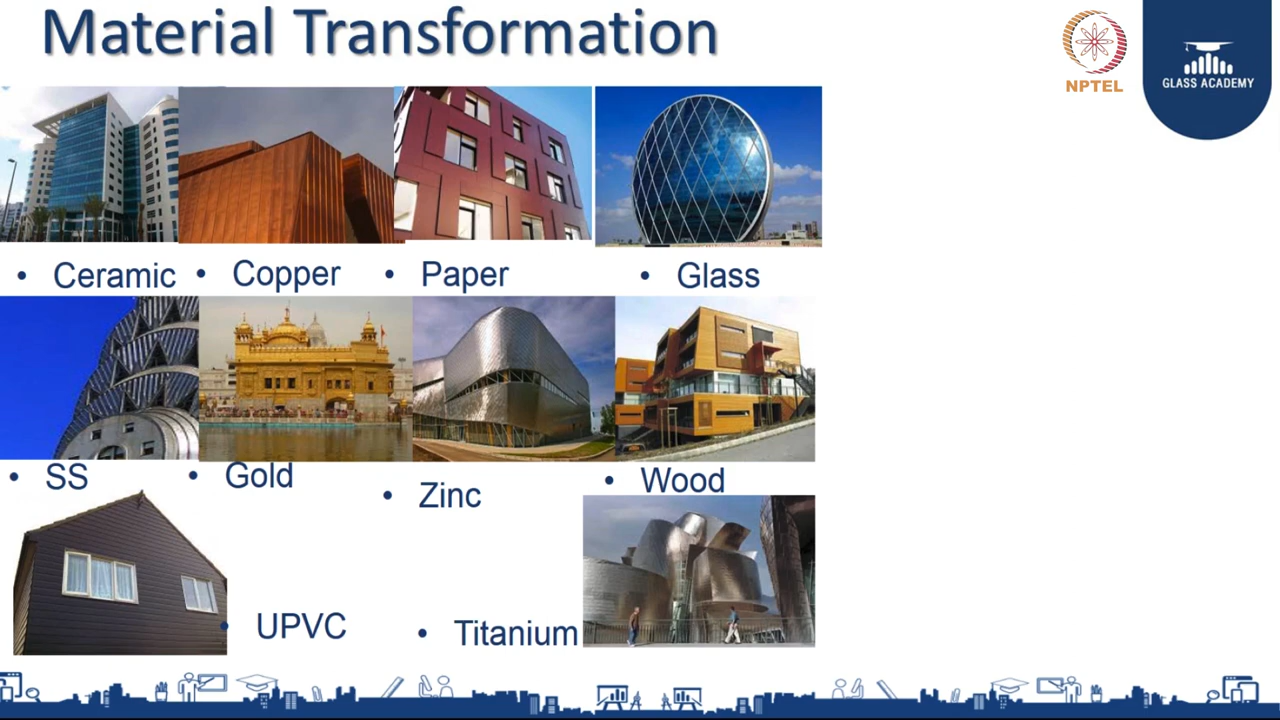 Material Transformation
NPTEL
GLASS ACADEMY
• Ceramic
• Copper
• Paper
• Glass
• SS
• Gold
• Zinc
• Wood
• UPVC
• Titanium